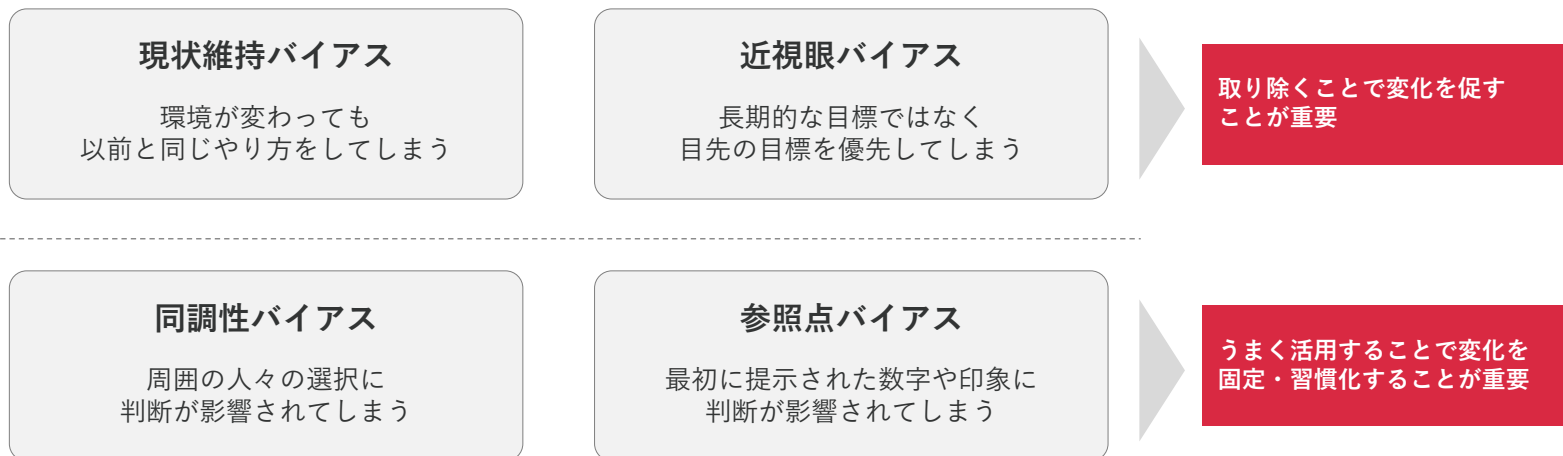 現状維持バイアス
環境が変わっても
以前と同じやり方をしてしまう
近視眼バイアス
長期的な目標ではなく
目先の目標を優先してしまう
取り除くことで変化を促す
ことが重要
同調性バイアス
周囲の人々の選択に
判断が影響されてしまう
参照点バイアス
最初に提示された数字や印象に
判断が影響されてしまう
うまく活用することで変化を
固定・習慣化することが重要